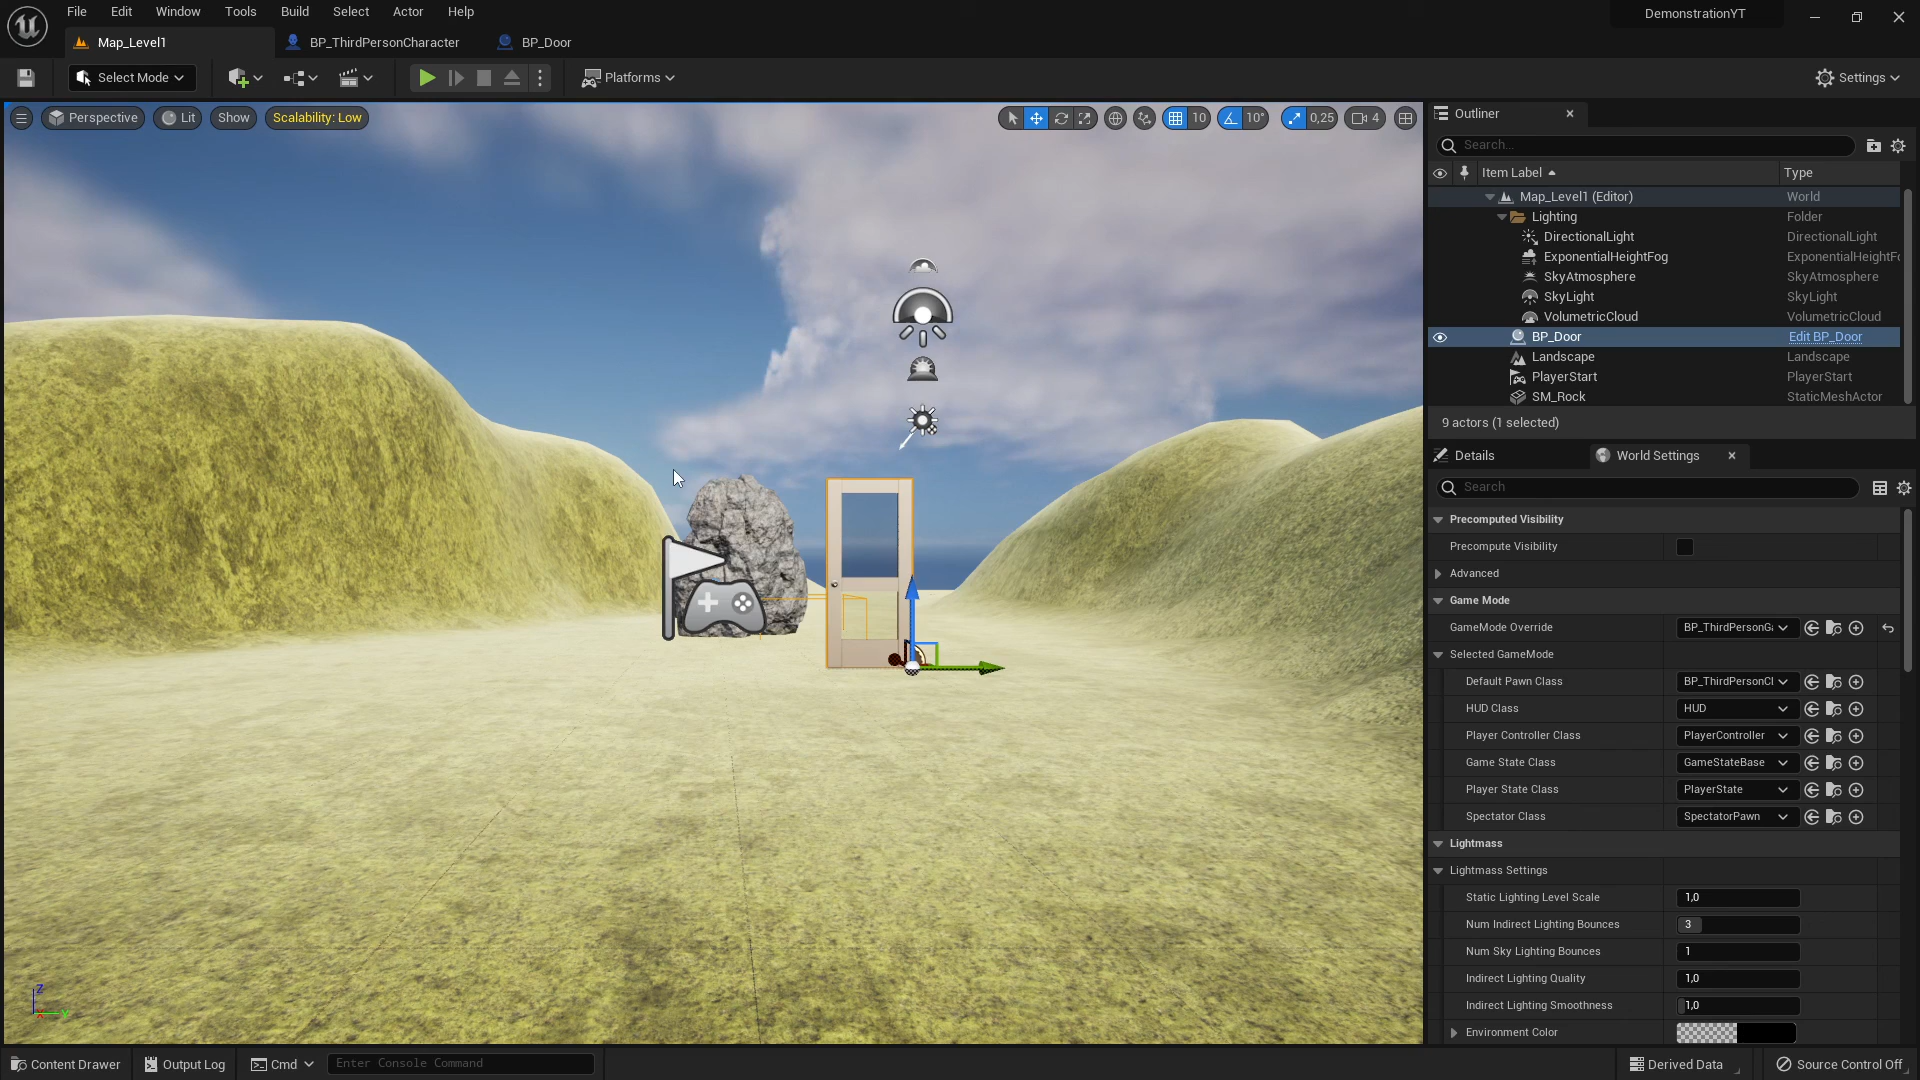 File Edit Window Tools Build Select Actor Help
DemonstrationYT
Map_Level1 BP_ThirdPersonCharacter BP_Door
Select Mode Platforms Settings
Perspective Lit Show Scalability: Low 10 10° 0,25 4
Outliner
Search...
Item Label Type
Map_Level1 (Editor) World
Lighting Folder
DirectionalLight DirectionalLight
ExponentialHeightFog ExponentialHeightFo
SkyAtmosphere SkyAtmosphere
SkyLight SkyLight
VolumetricCloud VolumetricCloud
BP_Door Edit BP_Door
Landscape Landscape
PlayerStart PlayerStart
SM_Rock StaticMeshActor
9 actors (1 selected)
Details World Settings
Search
Precomputed Visibility
Precompute Visibility
Advanced
Game Mode
GameMode Override BP_ThirdPersonGa
Selected GameMode
Default Pawn Class BP_ThirdPersonCl
HUD Class HUD
Player Controller Class PlayerController
Game State Class GameStateBase
Player State Class PlayerState
Spectator Class SpectatorPawn
Lightmass
Lightmass Settings
Static Lighting Level Scale 1,0
Num Indirect Lighting Bounces 3
Num Sky Lighting Bounces 1
Indirect Lighting Quality 1,0
Indirect Lighting Smoothness 1,0
Environment Color
Z
X Y
Content Drawer Output Log Cmd Enter Console Command Derived Data Source Control Off